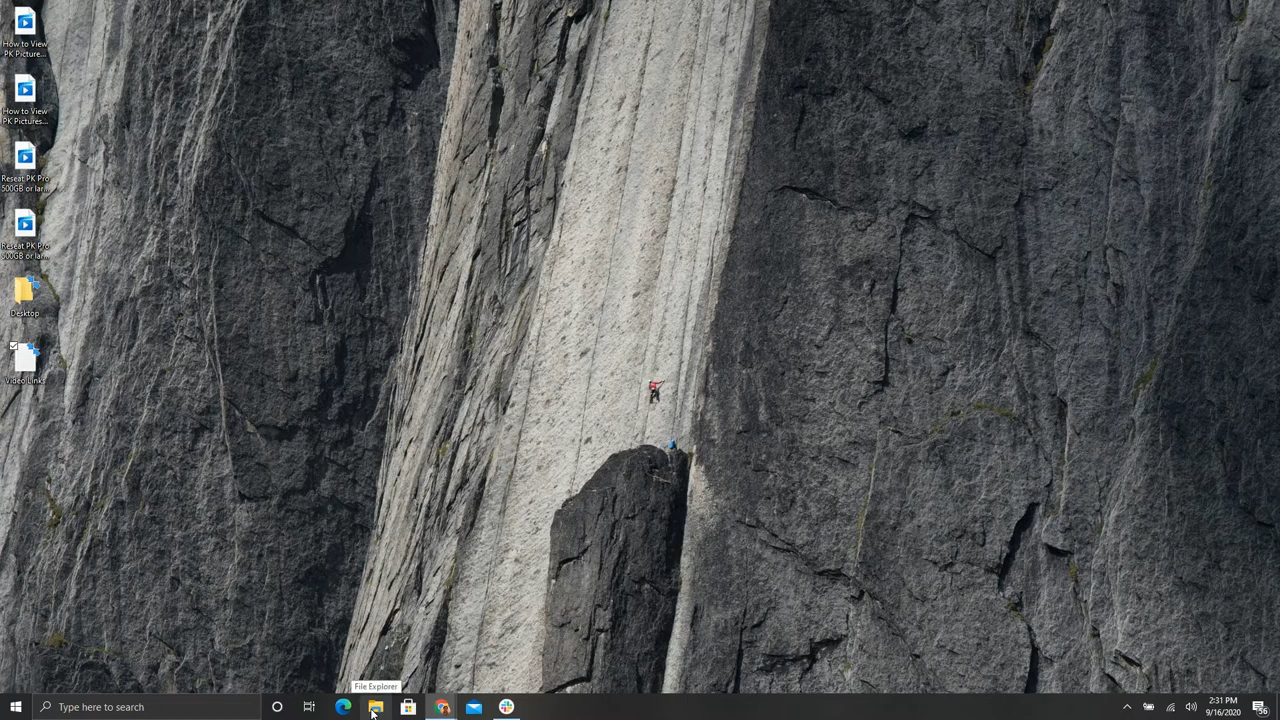 How to View
PK Picture...
How to View
PK Pictures...
Reseat PK Pro
500GB or lar...
Reseat PK Pro
500GB or lar...
Desktop
Video Links
File Explorer
Type here to search
2:31 PM
9/16/2020
56